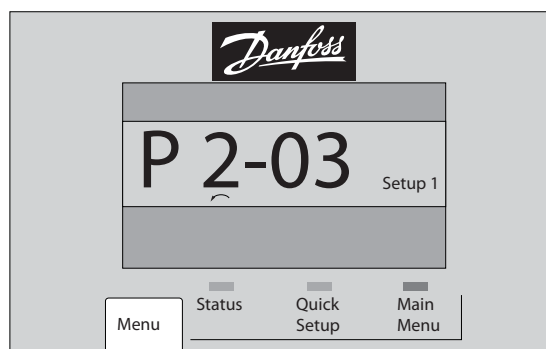 Danfoss
P 2-03
Setup 1
Status
Quick
Setup
Main
Menu
Menu